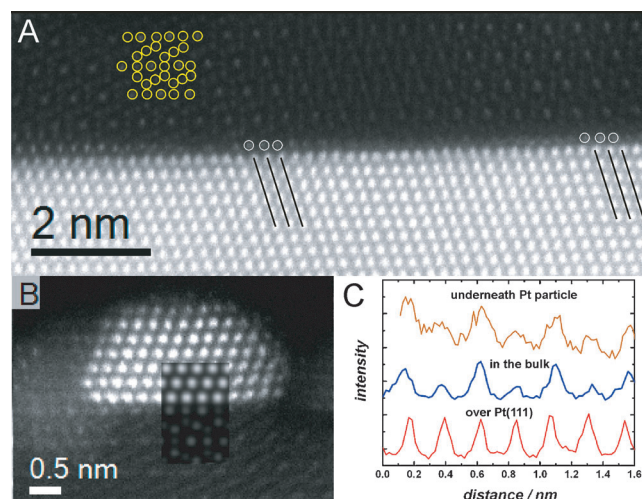 A
2 nm
B
0.5 nm
C
underneath Pt particle
in the bulk
over Pt(111)
intensity
0.0 0.2 0.4 0.6 0.8 1.0 1.2 1.4 1.6
distance / nm